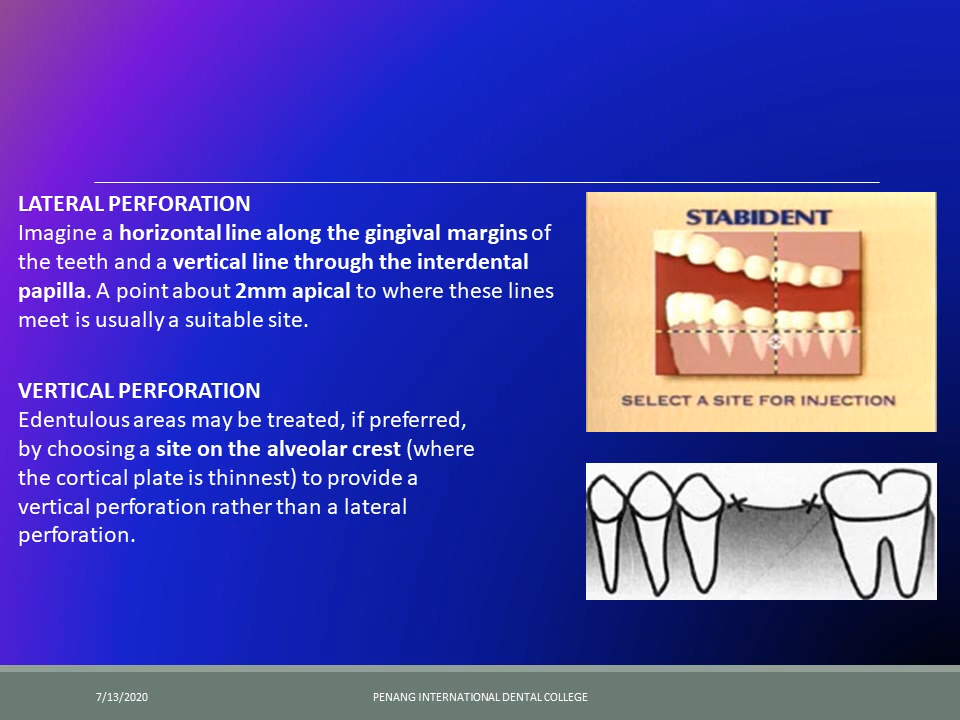 LATERAL PERFORATION
Imagine a horizontal line along the gingival margins of
the teeth and a vertical line through the interdental
papilla. A point about 2mm apical to where these lines
meet is usually a suitable site.
VERTICAL PERFORATION
Edentulous areas may be treated, if preferred,
by choosing a site on the alveolar crest (where
the cortical plate is thinnest) to provide a
vertical perforation rather than a lateral
perforation.
STABIDENT
SELECT A SITE FOR INJECTION
7/13/2020
PENANG INTERNATIONAL DENTAL COLLEGE